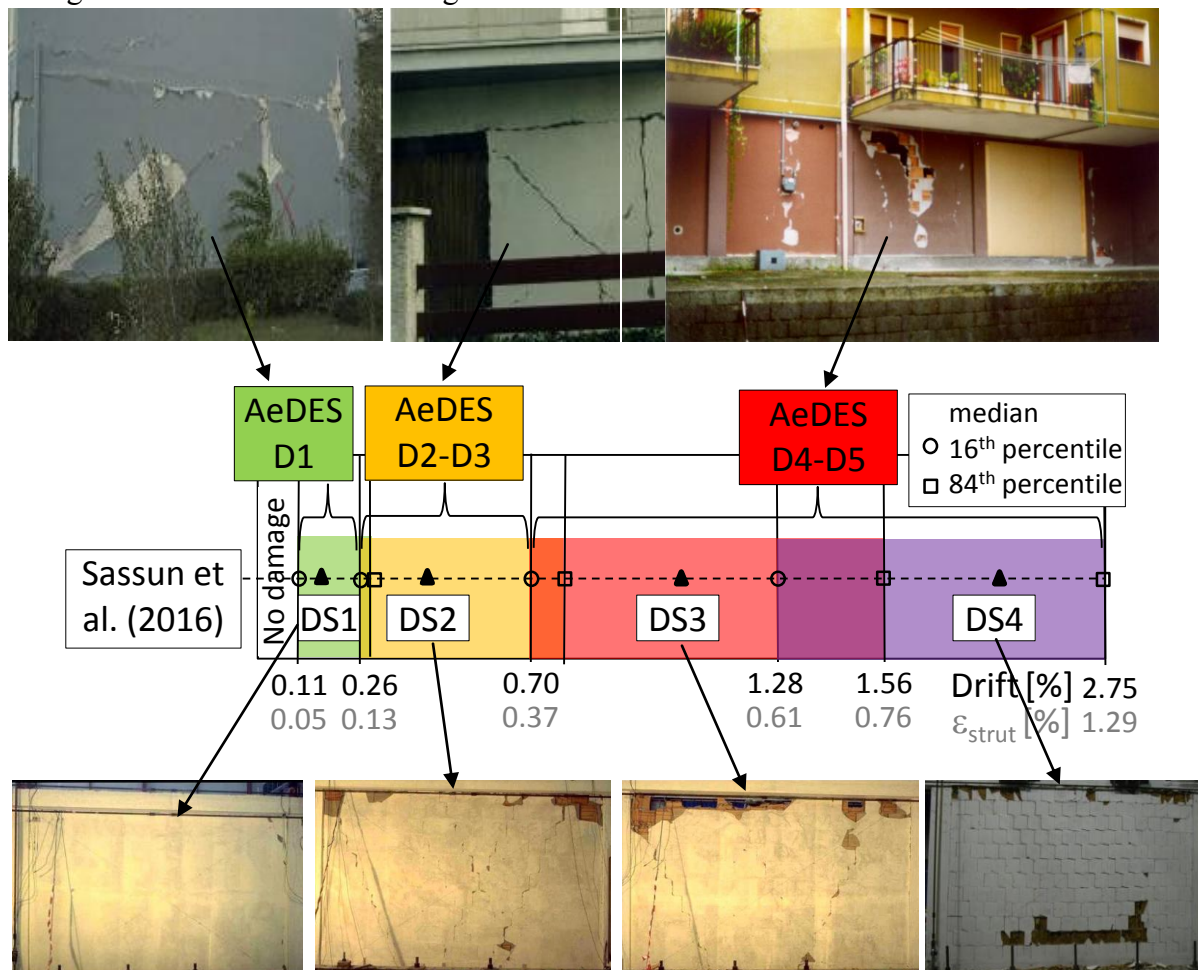 AeDES
D1
AeDES
D2-D3
AeDES
D4-D5
median
16th percentile
84th percentile
No damage
Sassun et
al. (2016)
DS1
DS2
DS3
DS4
0.11 0.26 0.70 1.28 1.56 Drift [%] 2.75
0.05 0.13 0.37 0.61 0.76 εstrut [%] 1.29